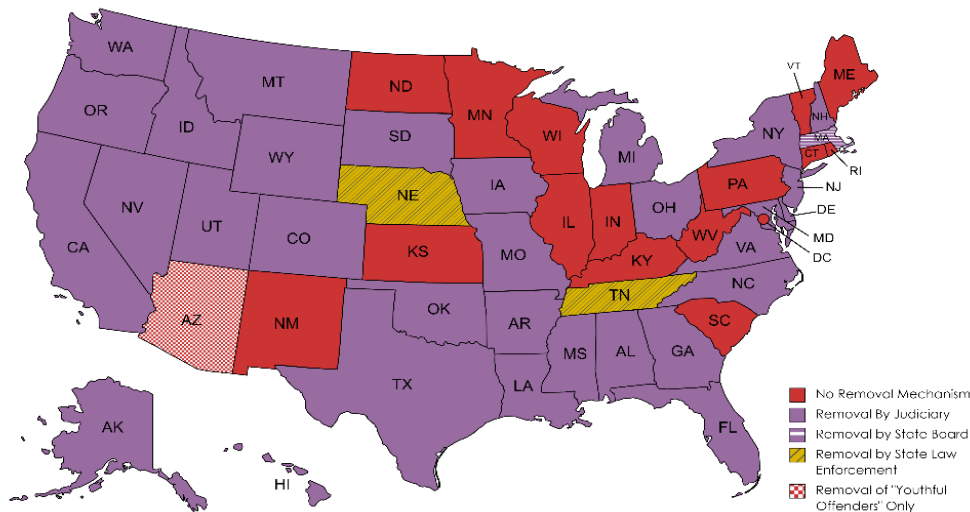 WA
MT
ND
MN
VT
ME
OR
ID
SD
WI
NH
WY
MI
NY
MA
CT
RI
NE
IA
PA
NJ
NV
UT
CO
IL
IN
OH
DE
CA
KS
MO
WV
VA
MD
KY
DC
AZ
NM
OK
TN
NC
AR
SC
MS
AL
GA
TX
LA
FL
AK
HI
No Removal Mechanism
Removal By Judiciary
Removal by State Board
Removal by State Law
Enforcement
Removal of "Youthful
Offenders" Only